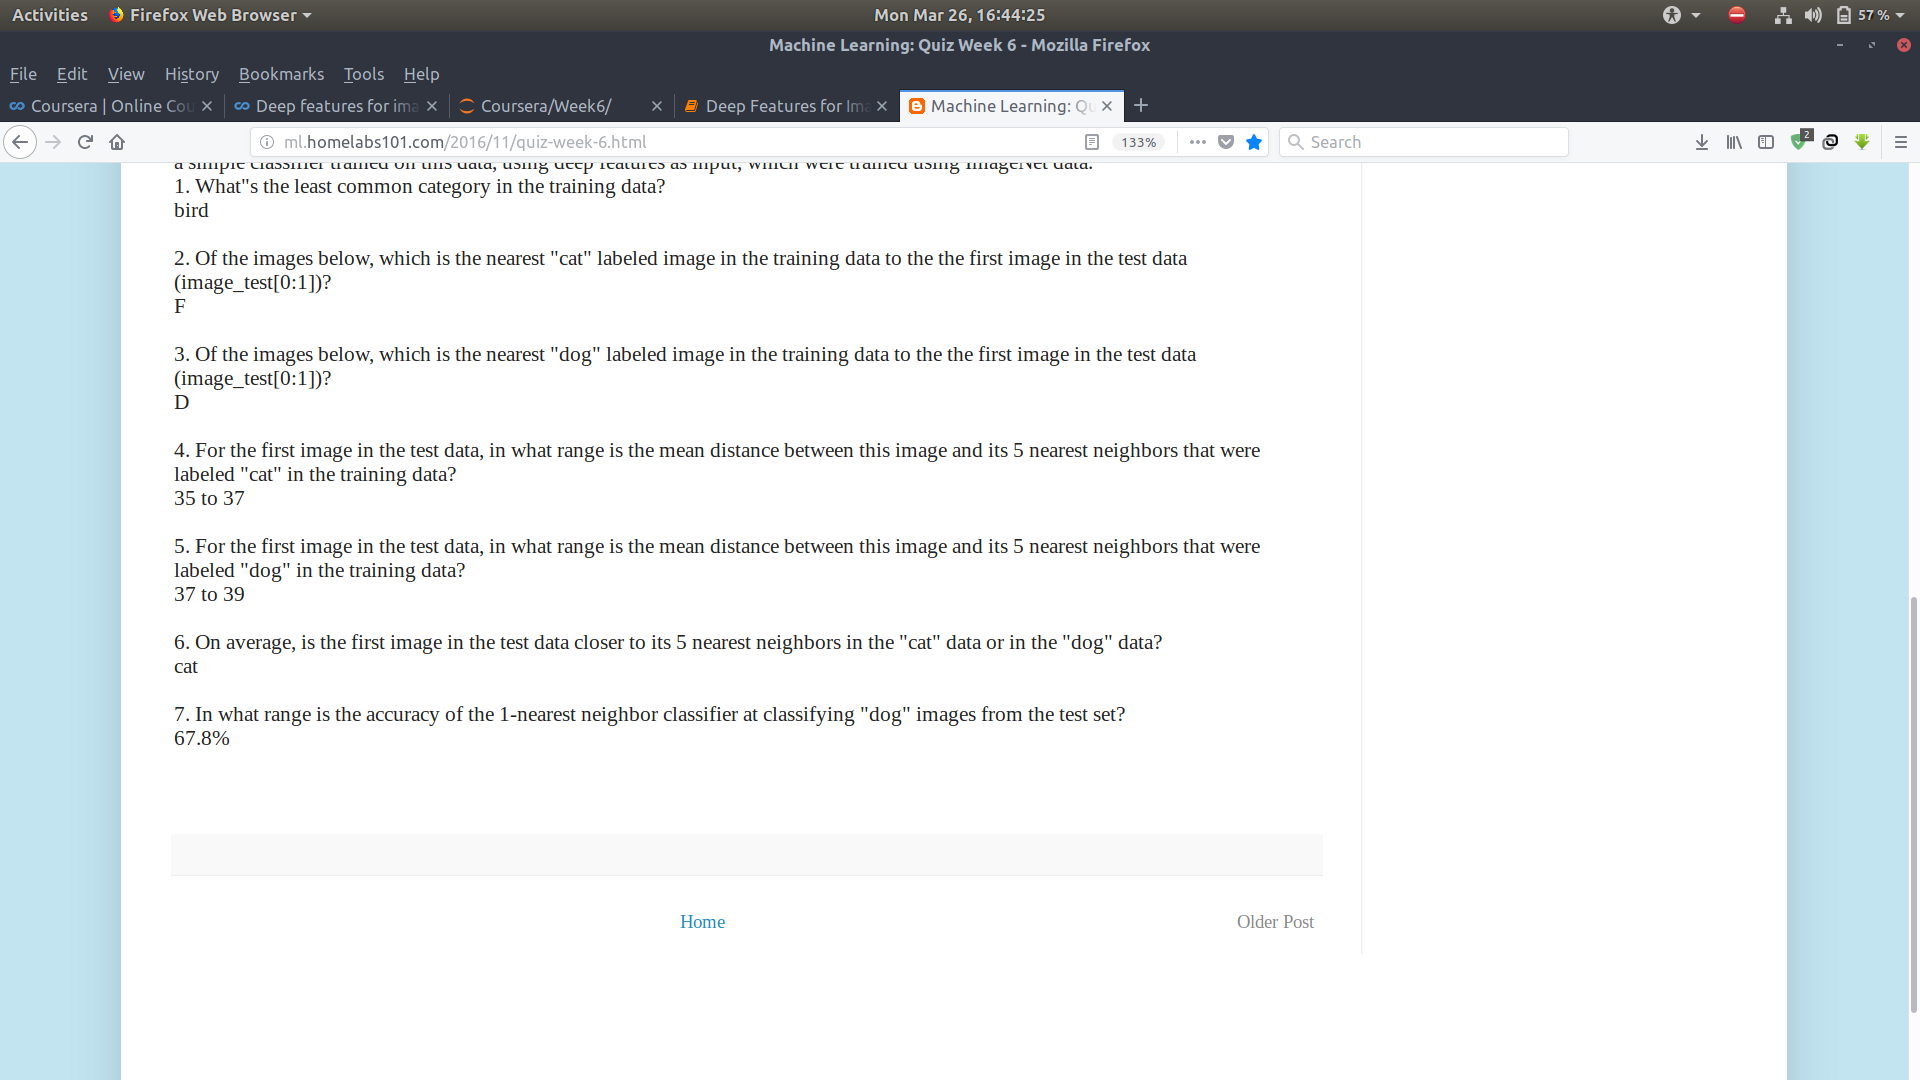 Activities Firefox Web Browser Mon Mar 26, 16:44:25 57 %
Machine Learning: Quiz Week 6 - Mozilla Firefox
File Edit View History Bookmarks Tools Help
Coursera | Online Cou Deep features for ima Coursera/Week6/ Deep Features for Ima Machine Learning: Qu
ml.homelabs101.com/2016/11/quiz-week-6.html 133% Search 2
a simple classifier trained on this data, using deep features as input, which were trained using ImageNet data.
1. What"s the least common category in the training data?
bird
2. Of the images below, which is the nearest "cat" labeled image in the training data to the the first image in the test data
(image_test[0:1])?
F
3. Of the images below, which is the nearest "dog" labeled image in the training data to the the first image in the test data
(image_test[0:1])?
D
4. For the first image in the test data, in what range is the mean distance between this image and its 5 nearest neighbors that were
labeled "cat" in the training data?
35 to 37
5. For the first image in the test data, in what range is the mean distance between this image and its 5 nearest neighbors that were
labeled "dog" in the training data?
37 to 39
6. On average, is the first image in the test data closer to its 5 nearest neighbors in the "cat" data or in the "dog" data?
cat
7. In what range is the accuracy of the 1-nearest neighbor classifier at classifying "dog" images from the test set?
67.8%
Home Older Post